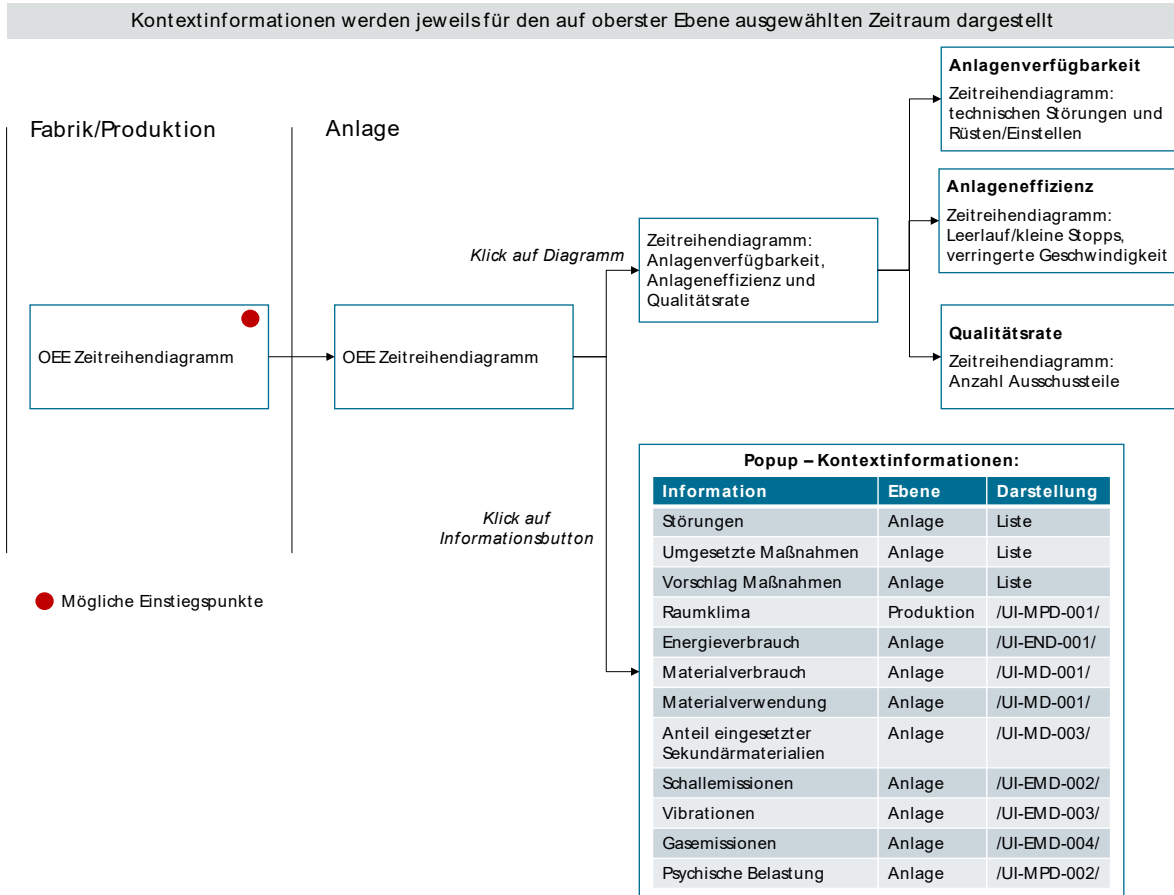 Kontextinformationen werden jeweils für den auf oberster Ebene ausgewählten Zeitraum dargestellt
Fabrik/Produktion
Anlage
OEE Zeitreihendiagramm
OEE Zeitreihendiagramm
Klick auf Diagramm
Zeitreihendiagramm:
Anlagenverfügbarkeit,
Anlageneffizienz und
Qualitätsrate
Anlagenverfügbarkeit
Zeitreihendiagramm:
technischen Störungen und
Rüsten/Einstellen
Anlageneffizienz
Zeitreihendiagramm:
Leerlauf/kleine Stopps,
verringerte Geschwindigkeit
Qualitätsrate
Zeitreihendiagramm:
Anzahl Ausschussteile
Klick auf
Informationsbutton
Mögliche Einstiegspunkte
Popup – Kontextinformationen:
Information Ebene Darstellung
Störungen Anlage Liste
Umgesetzte Maßnahmen Anlage Liste
Vorschlag Maßnahmen Anlage Liste
Raumklima Produktion /UI-MPD-001/
Energieverbrauch Anlage /UI-END-001/
Materialverbrauch Anlage /UI-MD-001/
Materialverwendung Anlage /UI-MD-001/
Anteil eingesetzter Anlage /UI-MD-003/
Sekundärmaterialien
Schallemissionen Anlage /UI-EMD-002/
Vibrationen Anlage /UI-EMD-003/
Gasemissionen Anlage /UI-EMD-004/
Psychische Belastung Anlage /UI-MPD-002/